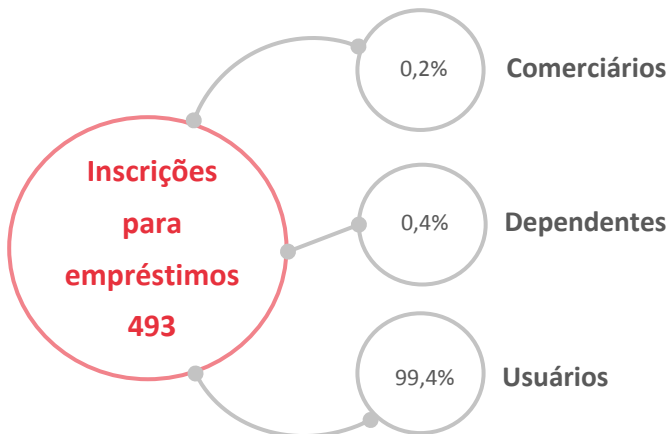 Inscrições
para
empréstimos
493
0,2%
Comerciários
0,4%
Dependentes
99,4%
Usuários